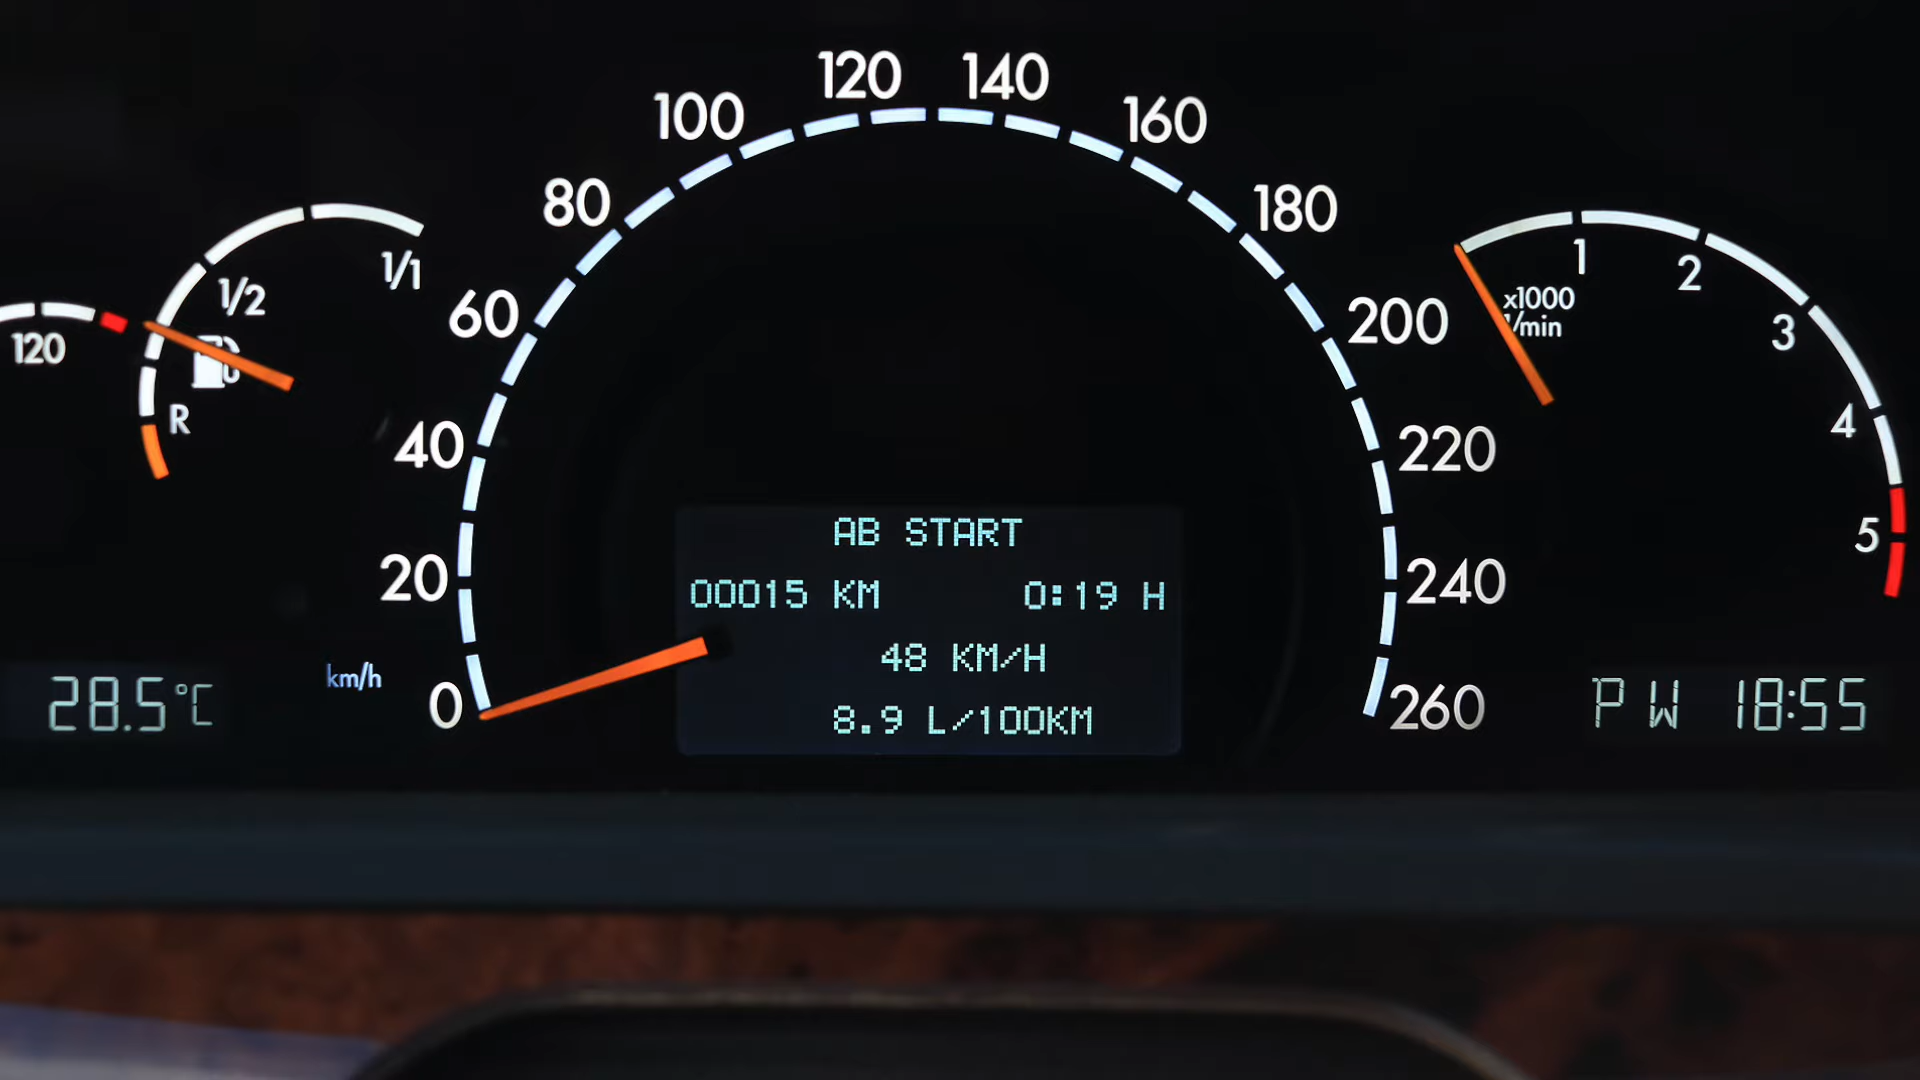 120 140
100 160
80 180
60 200
40 220
20 240
0 260
km/h
1/1
1/2
R
120
1 2 3 4 5
x1000
1/min
AB START
00015 KM 0:19 H
48 KM/H
8.9 L/100KM
28.5°C
P W 18:55